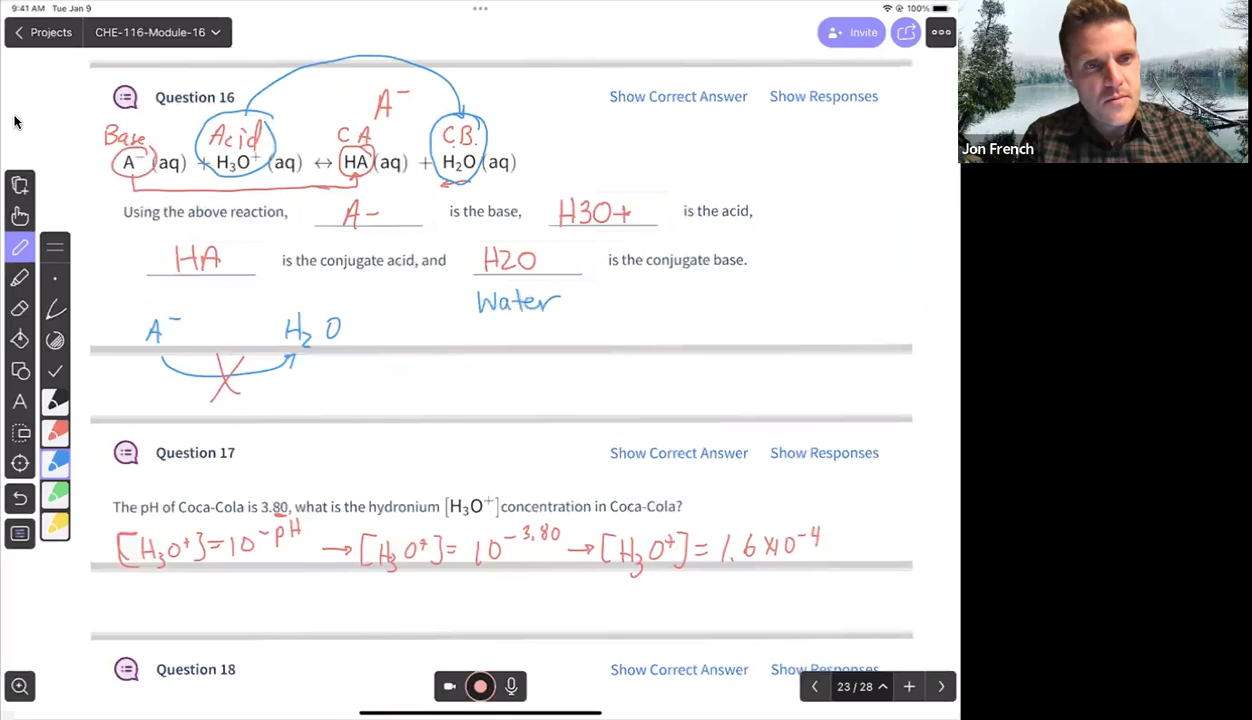 9:41 AM Tue Jan 9 100%
Projects CHE-116-Module-16 Invite
Question 16 Show Correct Answer Show Responses
A⁻
Base Acid C A C.B.
A⁻ (aq) + H₃O⁺ (aq) ↔ HA(aq) + H₂O (aq)
Using the above reaction, A- is the base, H3O+ is the acid,
HA is the conjugate acid, and H2O is the conjugate base.
Water
A⁻ H₂O
X
Question 17 Show Correct Answer Show Responses
The pH of Coca-Cola is 3.80, what is the hydronium [H₃O⁺] concentration in Coca-Cola?
[H₃O⁺] = 10^-pH → [H₃O⁺] = 10^-3.80 → [H₃O⁺] = 1.6 x 10^-4
Question 18 Show Correct Answer Show Responses
23 / 28
Jon French